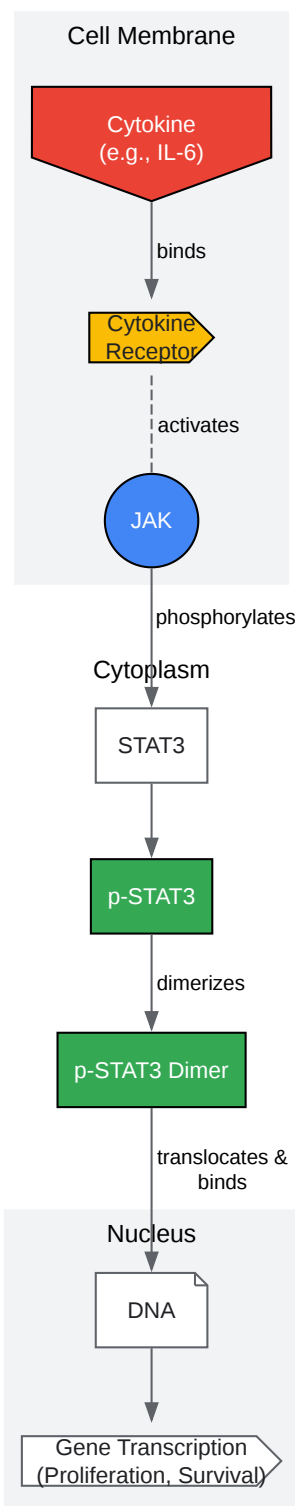 Cell Membrane
Cytokine
(e.g., IL-6)
binds
Cytokine
Receptor
activates
JAK
phosphorylates
Cytoplasm
STAT3
p-STAT3
dimerizes
p-STAT3 Dimer
translocates &
binds
Nucleus
DNA
Gene Transcription
(Proliferation, Survival)